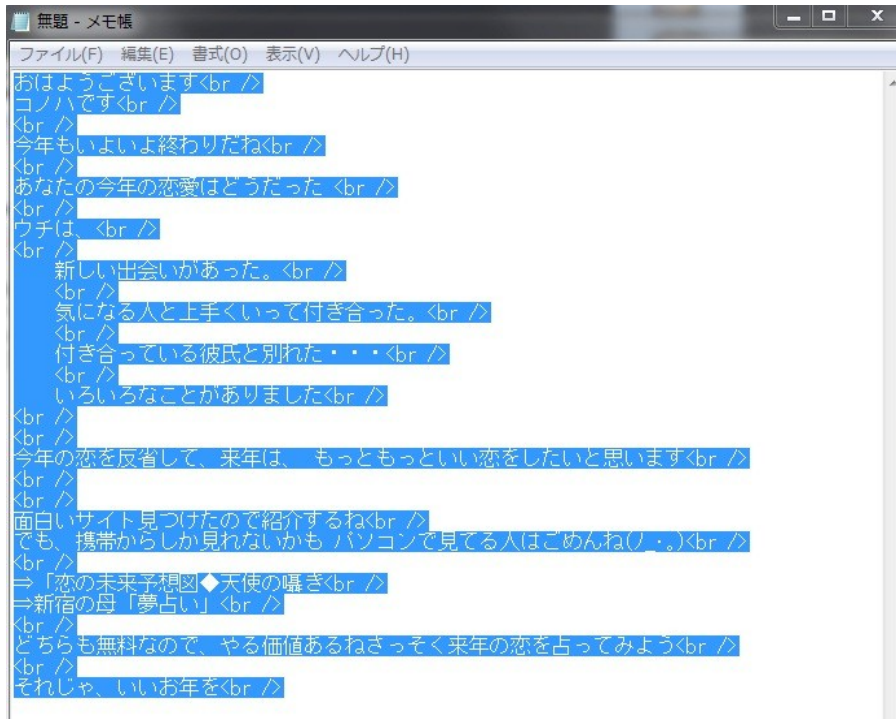 無題 - メモ帳
ファイル(F) 編集(E) 書式(O) 表示(V) ヘルプ(H)
おはようございます<br />
コノハです<br />
<br />
今年もいよいよ終わりだね<br />
<br />
あなたの今年の恋愛はどうだった <br />
<br />
ウチは、<br />
<br />
新しい出会いがあった。<br />
<br />
気になる人と上手くいって付き合った。<br />
<br />
付き合っている彼氏と別れた・・・<br />
<br />
いろいろなことがありました<br />
<br />
<br />
今年の恋を反省して、来年は、 もっともっといい恋をしたいと思います<br />
<br />
<br />
面白いサイト見つけたので紹介するね<br />
でも、携帯からしか見れないかも パソコンで見てる人はごめんね(ﾉ_･｡)<br />
<br />
⇒「恋の未来予想図◆天使の囁き<br />
⇒新宿の母「夢占い」<br />
<br />
どちらも無料なので、やる価値あるねさっそく来年の恋を占ってみよう<br />
<br />
それじゃ、いいお年を<br />